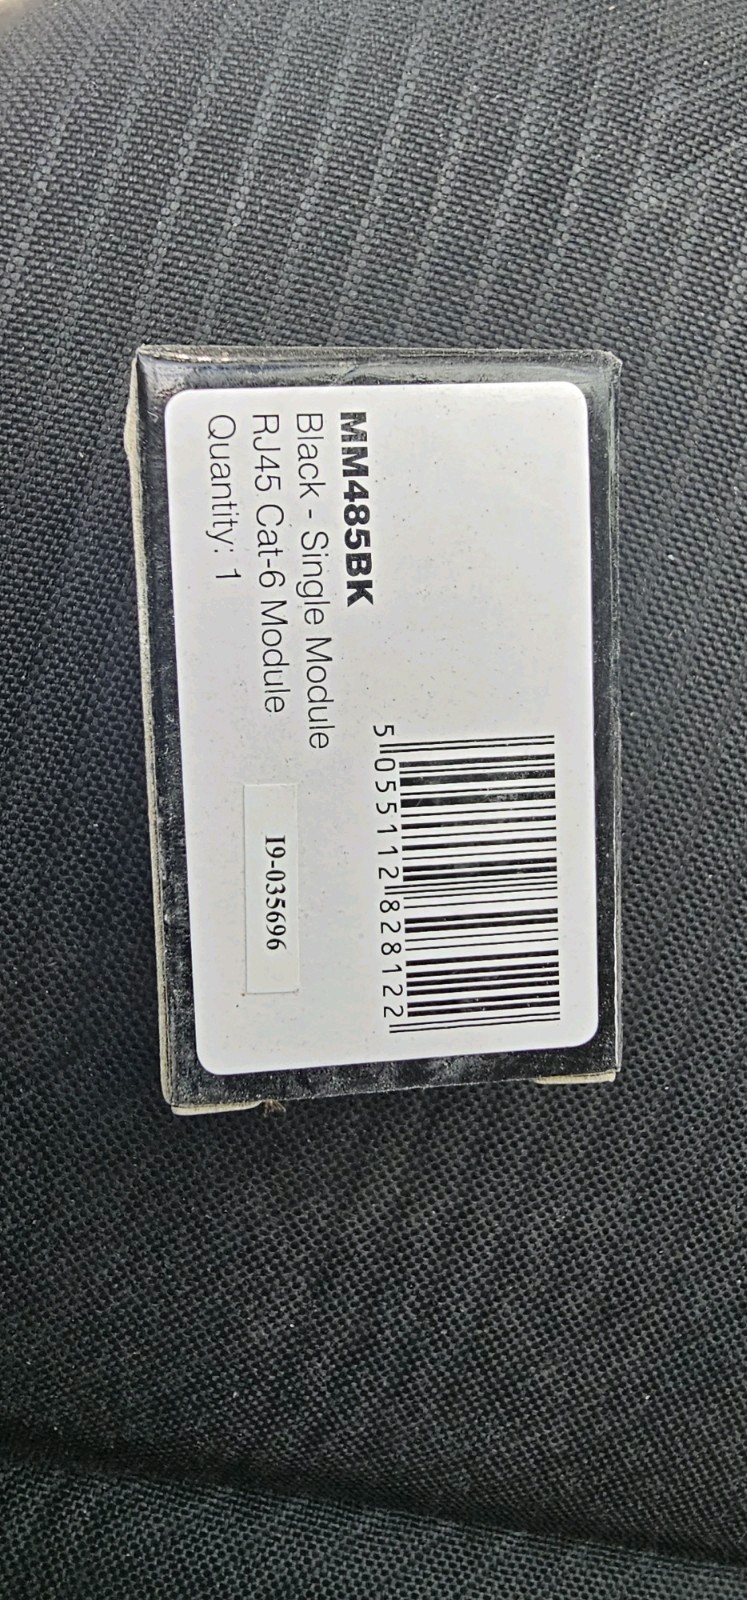 MM485BK
Black - Single Module
RJ45 Cat-6 Module
Quantity: 1
5 055112 828122
I9-035696